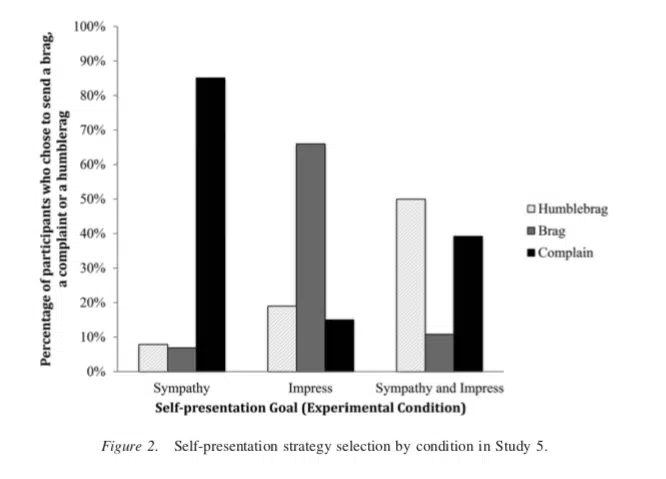 Percentage of participants who chose to send a brag,
a complaint or a humblerag
100%
90%
80%
70%
60%
50%
40%
30%
20%
10%
0%
Humblebrag
Brag
Complain
Sympathy
Impress
Sympathy and Impress
Self-presentation Goal (Experimental Condition)
Figure 2. Self-presentation strategy selection by condition in Study 5.